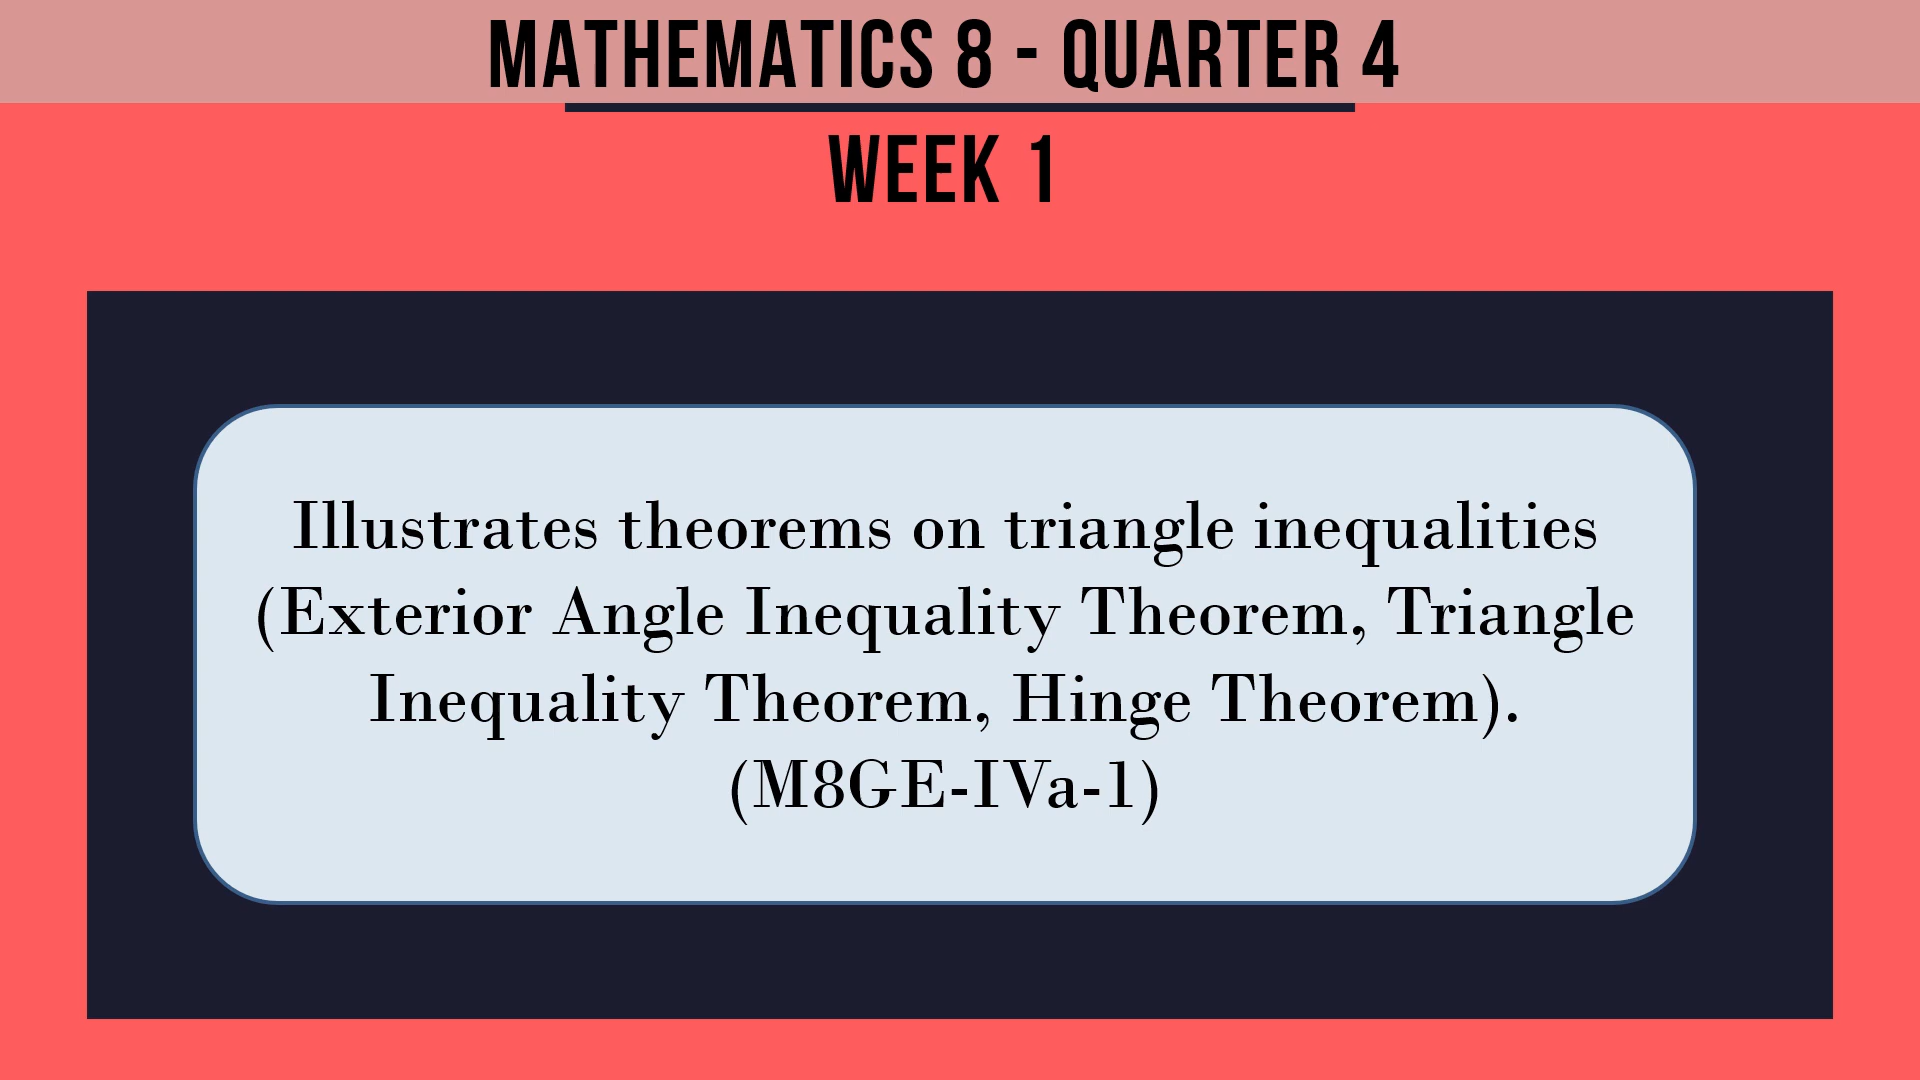 MATHEMATICS 8 - QUARTER 4
WEEK 1
Illustrates theorems on triangle inequalities
(Exterior Angle Inequality Theorem, Triangle
Inequality Theorem, Hinge Theorem).
(M8GE-IVa-1)